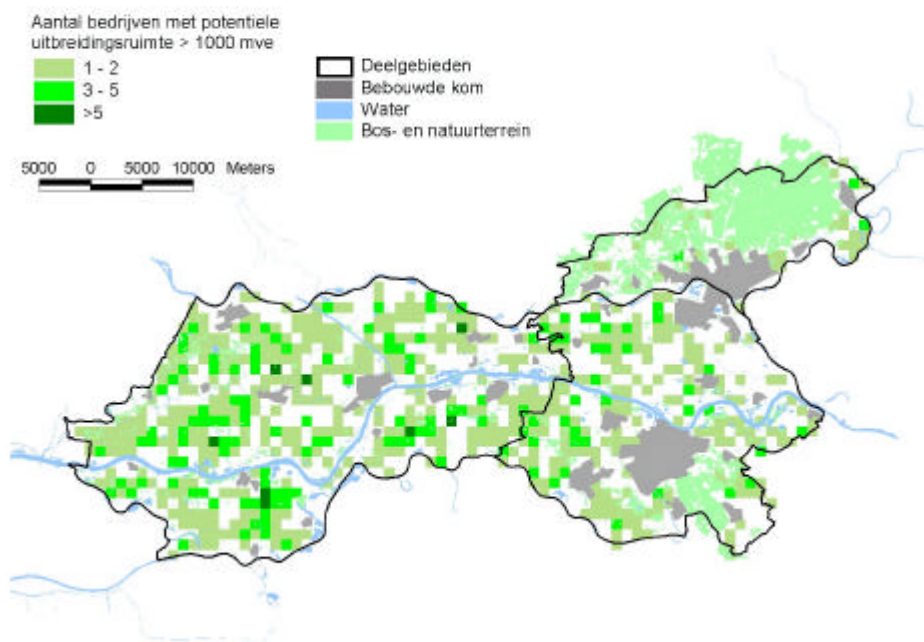 Aantal bedrijven met potentiele
uitbreidingsruimte > 1000 mve
1 - 2
3 - 5
>5
Deelgebieden
Bebouwde kom
Water
Bos- en natuurterrein
5000 0 5000 10000 Meters